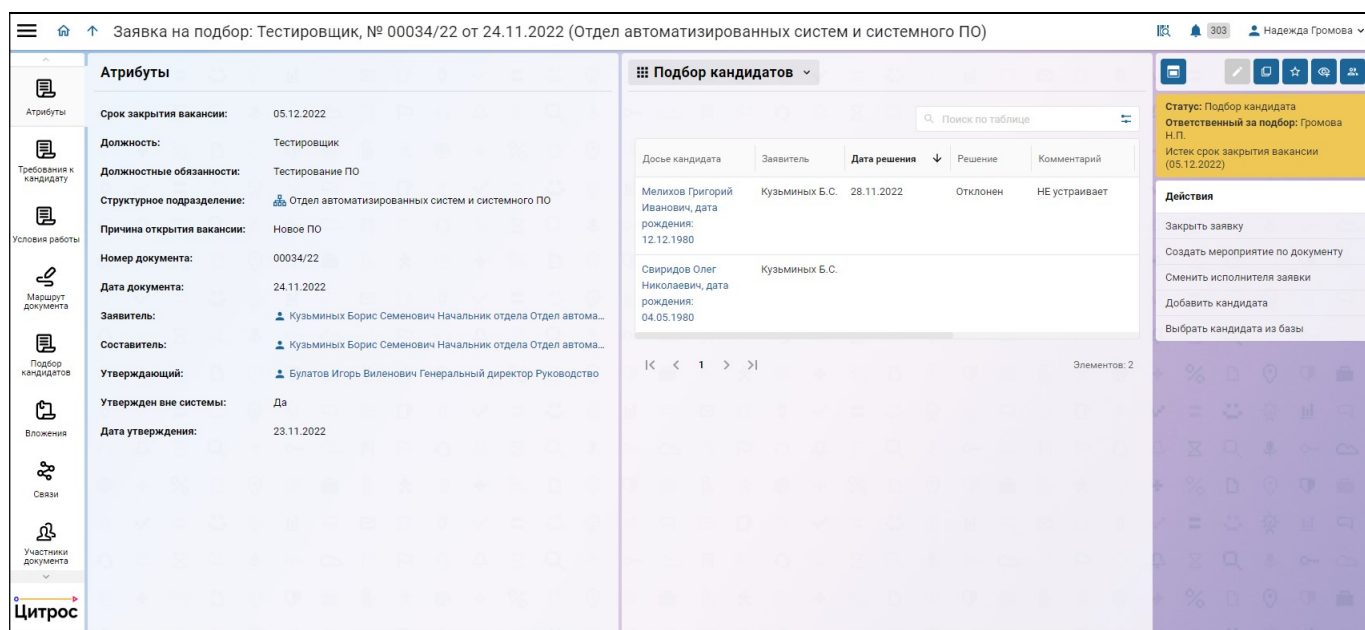 Заявка на подбор: Тестировщик, № 00034/22 от 24.11.2022 (Отдел автоматизированных систем и системного ПО)
303
Надежда Громова
Атрибуты
Требования к
кандидату
Условия работы
Маршрут
документа
Подбор
кандидатов
Вложения
Связи
Участники
документа
Цитрос
Атрибуты
Срок закрытия вакансии: 05.12.2022
Должность: Тестировщик
Должностные обязанности: Тестирование ПО
Структурное подразделение: Отдел автоматизированных систем и системного ПО
Причина открытия вакансии: Новое ПО
Номер документа: 00034/22
Дата документа: 24.11.2022
Заявитель: Кузьминых Борис Семенович Начальник отдела Отдел автома...
Составитель: Кузьминых Борис Семенович Начальник отдела Отдел автома...
Утверждающий: Булатов Игорь Виленович Генеральный директор Руководство
Утвержден вне системы: Да
Дата утверждения: 23.11.2022
Подбор кандидатов
Поиск по таблице
Досье кандидата Заявитель Дата решения Решение Комментарий
Мелихов Григорий Кузьминых Б.С. 28.11.2022 Отклонен НЕ устраивает
Иванович, дата
рождения:
12.12.1980
Свиридов Олег Кузьминых Б.С.
Николаевич, дата
рождения:
04.05.1980
1
Элементов: 2
Статус: Подбор кандидата
Ответственный за подбор: Громова
Н.П.
Истек срок закрытия вакансии
(05.12.2022)
Действия
Закрыть заявку
Создать мероприятие по документу
Сменить исполнителя заявки
Добавить кандидата
Выбрать кандидата из базы